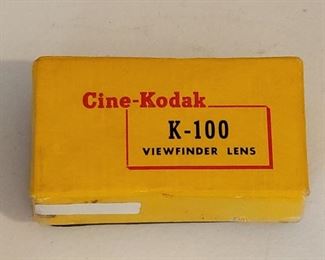 Cine-Kodak
K-100
VIEWFINDER LENS